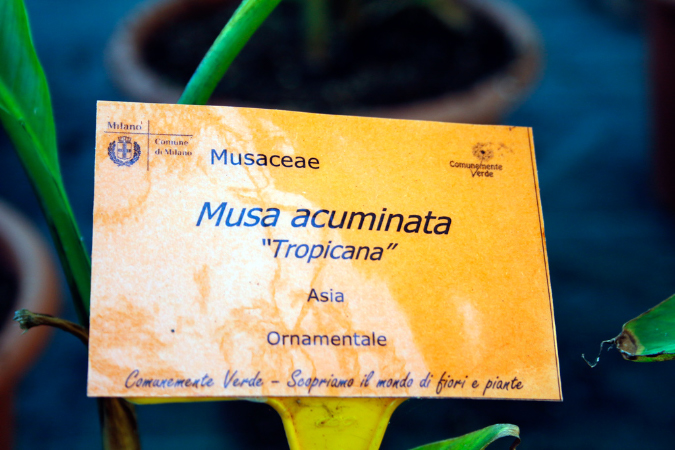 Milano
Comune
di Milano
Musaceae
Comunemente
Verde
Musa acuminata
“Tropicana”
Asia
Ornamentale
Comunemente Verde – Scopriamo il mondo di fiori e piante